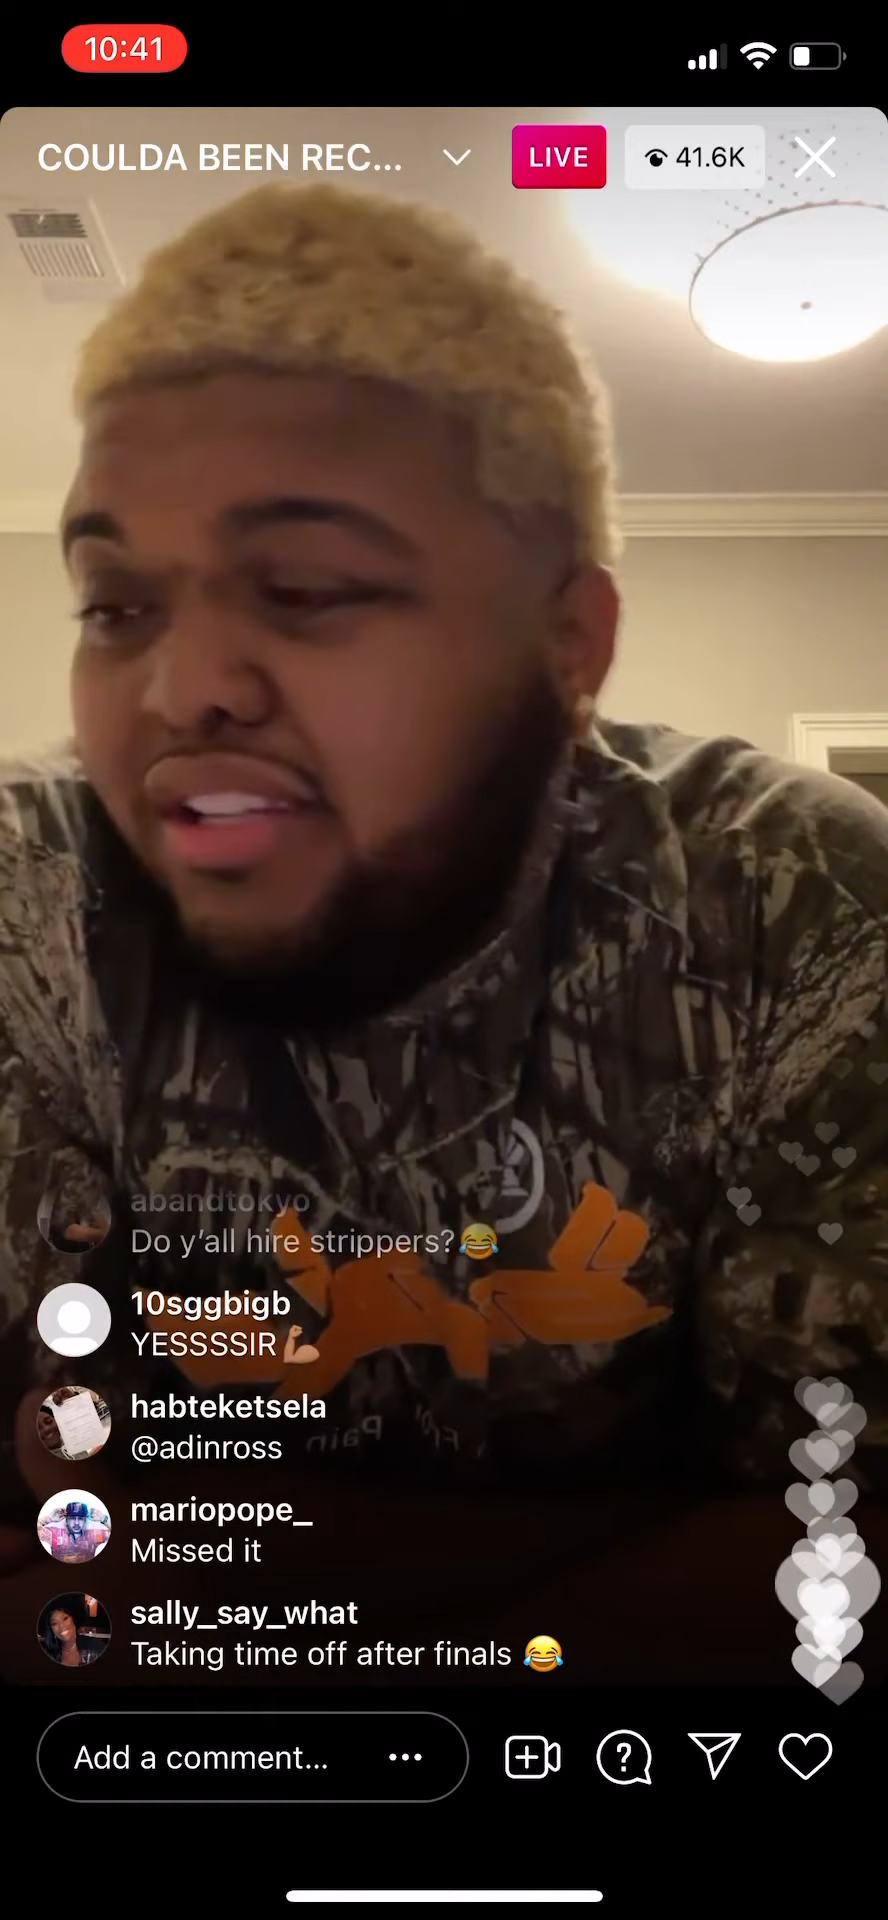 10:41
COULDA BEEN REC...
LIVE
41.6K
abandtokyo
Do y'all hire strippers?😂
10sggbigb
YESSSSIR💪🏼
habteketsela
@adinross
mariopope_
Missed it
sally_say_what
Taking time off after finals 😂
Add a comment...